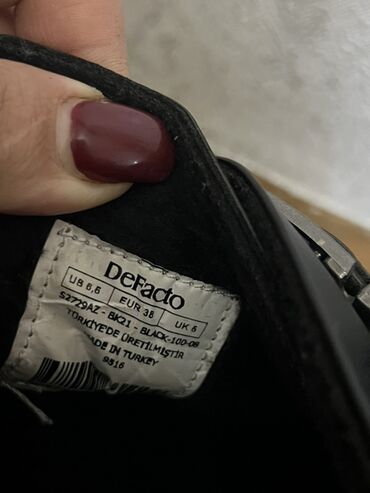 DeFacto
US 6,5 EUR 38 UK 5
S2729AZ - BK21 - BLACK-100-08
TÜRKİYE'DE ÜRETİLMİŞTİR
MADE IN TURKEY
9516